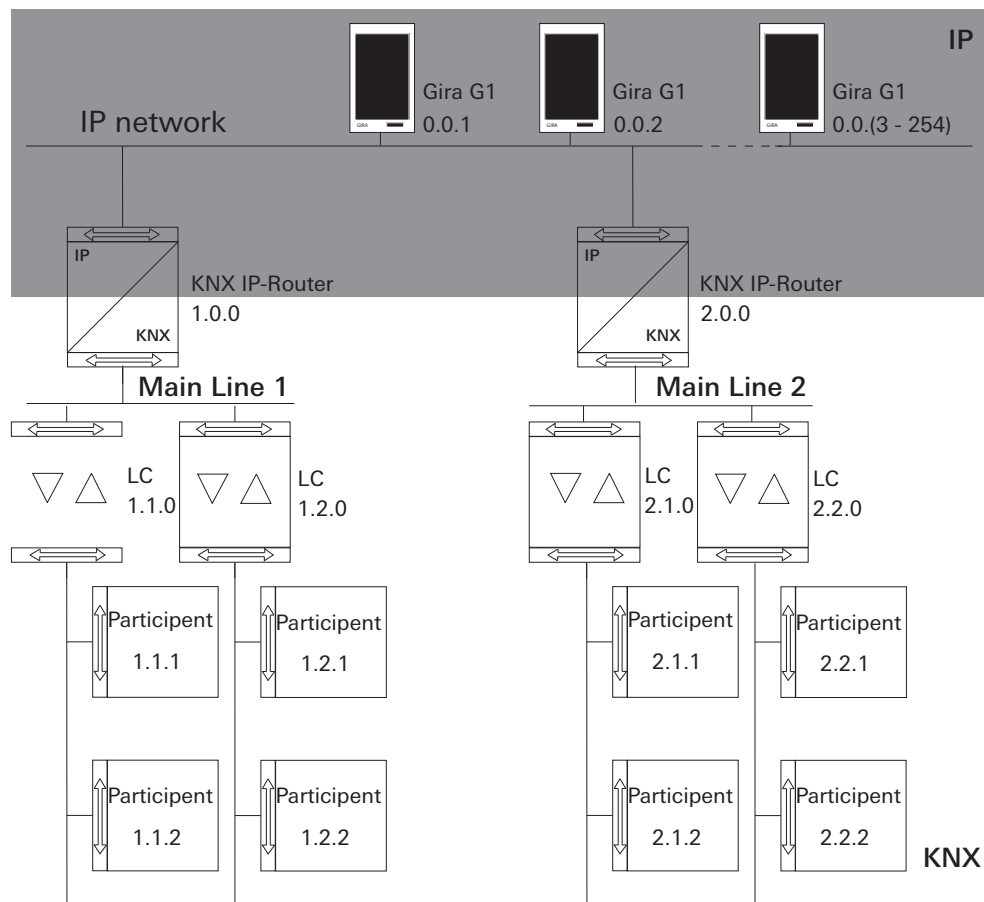 IP
IP network
Gira G1
0.0.1
Gira G1
0.0.2
Gira G1
0.0.(3 - 254)
GIRA
GIRA
GIRA
IP
KNX
KNX IP-Router
1.0.0
IP
KNX
KNX IP-Router
2.0.0
Main Line 1
Main Line 2
LC
1.1.0
LC
1.2.0
LC
2.1.0
LC
2.2.0
Participent
1.1.1
Participent
1.2.1
Participent
2.1.1
Participent
2.2.1
Participent
1.1.2
Participent
1.2.2
Participent
2.1.2
Participent
2.2.2
KNX